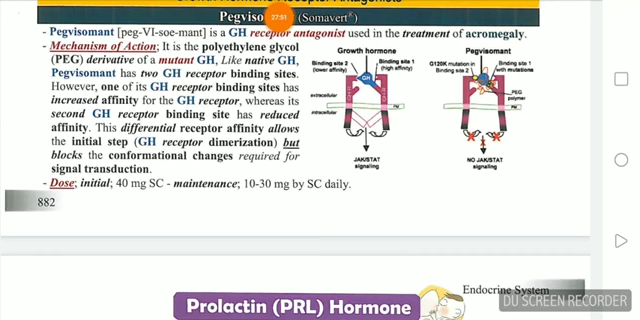 Growth Hormone Receptor Antagonists
Pegviso 27:51 (Somavert®)
- Pegvisomant [peg-VI-soe-mant] is a GH receptor antagonist used in the treatment of acromegaly.
- Mechanism of Action; It is the polyethylene glycol
(PEG) derivative of a mutant GH, Like native GH,
Pegvisomant has two GH receptor binding sites.
However, one of its GH receptor binding sites has
increased affinity for the GH receptor, whereas its
second GH receptor binding site has reduced
affinity. This differential receptor affinity allows
the initial step (GH receptor dimerization) but
blocks the conformational changes required for
signal transduction.
- Dose; initial; 40 mg SC - maintenance; 10-30 mg by SC daily.
Growth hormone
Binding site 2
(lower affinity)
Binding site 1
(high affinity)
GH
extracellular
intracellular
PM
JAK/STAT
signaling
Pegvisomant
G120K mutation in
Binding site 2
Binding site 1
with mutations
PEG
polymer
PM
NO JAK/STAT
signaling
882
Endocrine System
Prolactin (PRL) Hormone
DU SCREEN RECORDER